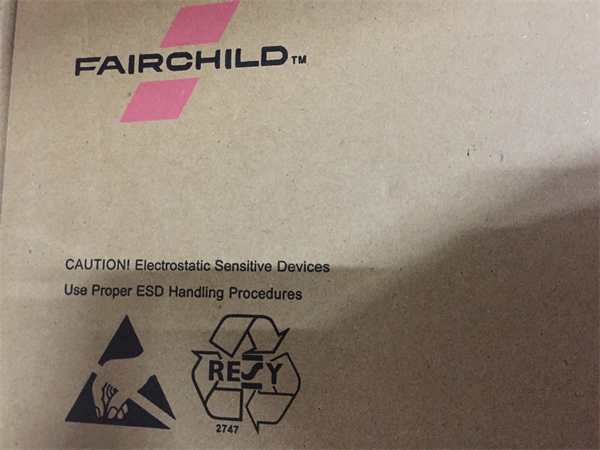 FAIRCHILD™
CAUTION! Electrostatic Sensitive Devices
Use Proper ESD Handling Procedures
RESY
2747